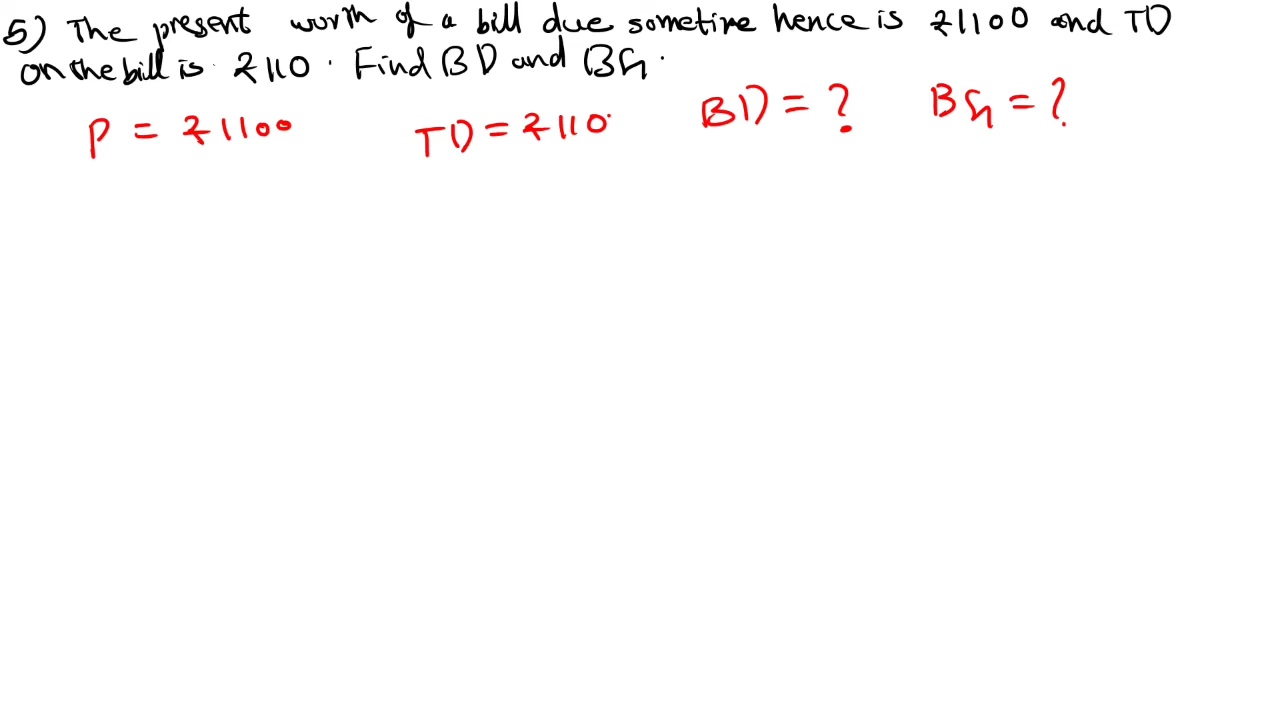 5) The present worth of a bill due sometime hence is ₹1100 and TD
on the bill is ₹110. Find BD and BG.
P = ₹1100 TD = ₹110 BD = ? BG = ?